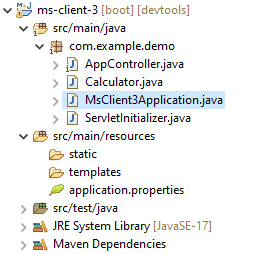 ms-client-3 [boot] [devtools]
src/main/java
com.example.demo
AppController.java
Calculator.java
MsClient3Application.java
ServletInitializer.java
src/main/resources
static
templates
application.properties
src/test/java
JRE System Library [JavaSE-17]
Maven Dependencies